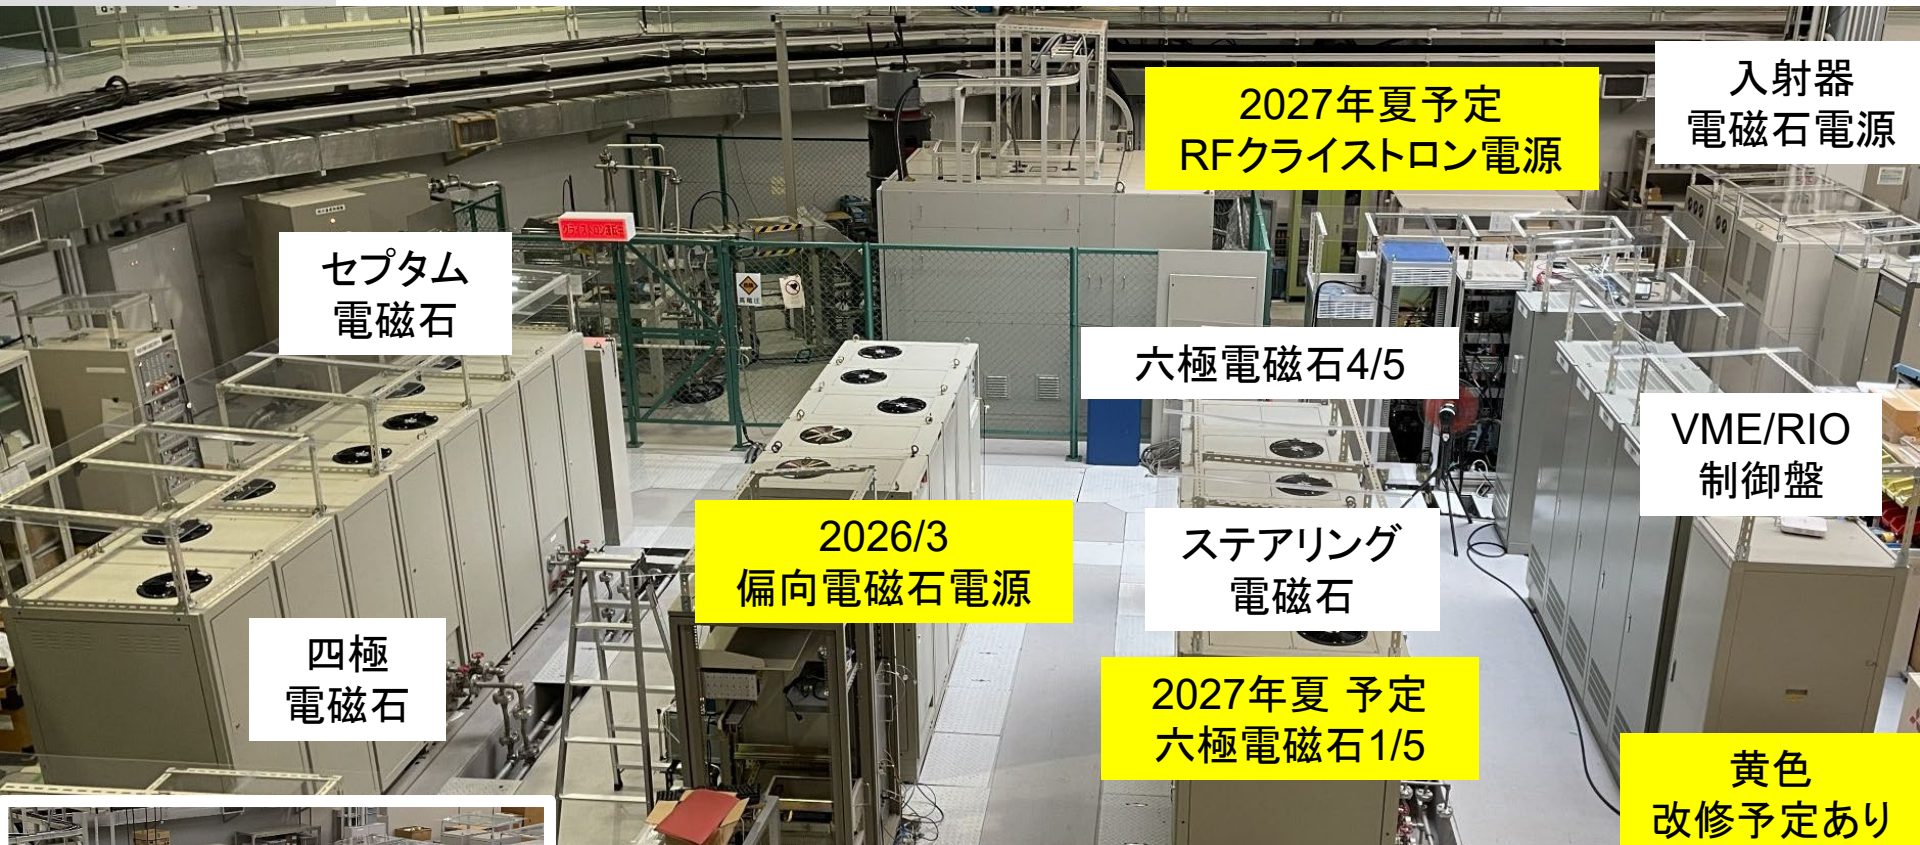 2027年夏予定
RFクライストロン電源
入射器
電磁石電源
セプタム
電磁石
六極電磁石4/5
VME/RIO
制御盤
2026/3
偏向電磁石電源
ステアリング
電磁石
四極
電磁石
2027年夏 予定
六極電磁石1/5
黄色
改修予定あり